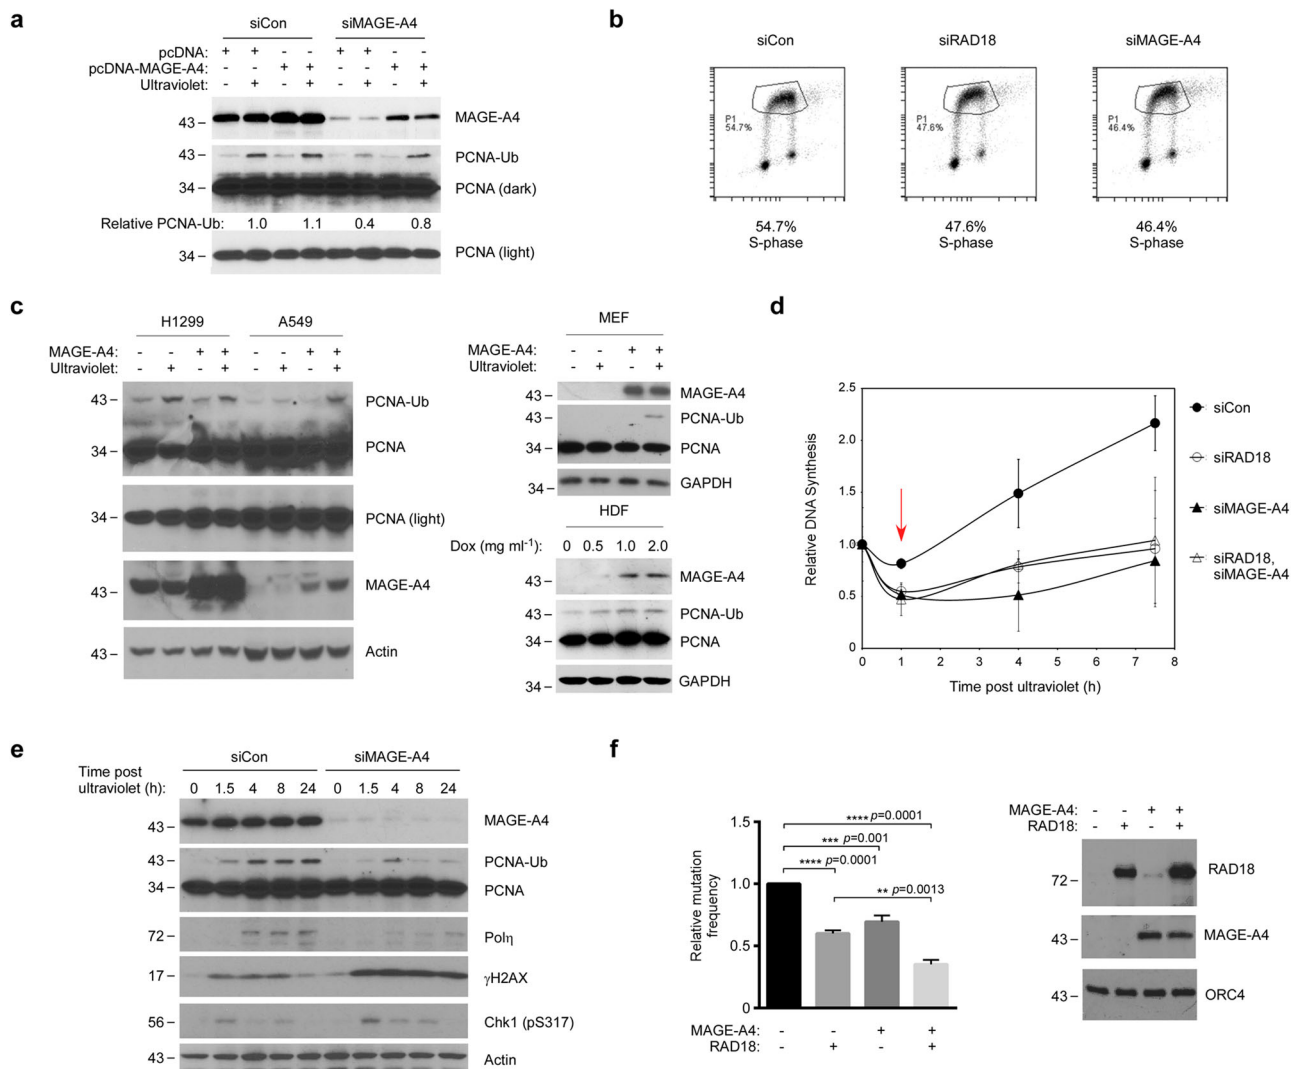 a
siCon siMAGE-A4
pcDNA: + + - - + + - -
pcDNA-MAGE-A4: - - + + - - + +
Ultraviolet: - + - + - + - +
43 MAGE-A4
43 PCNA-Ub
34 PCNA (dark)
Relative PCNA-Ub: 1.0 1.1 0.4 0.8
34 PCNA (light)
b
siCon siRAD18 siMAGE-A4
P1
54.7%
P1
47.6%
P1
46.4%
54.7%
S-phase
47.6%
S-phase
46.4%
S-phase
c
H1299 A549
MAGE-A4: - - + + - - + +
Ultraviolet: - + - + - + - +
43 PCNA-Ub
34 PCNA
34 PCNA (light)
43 MAGE-A4
43 Actin
MEF
MAGE-A4: - - + +
Ultraviolet: - + - +
43 MAGE-A4
43 PCNA-Ub
34 PCNA
34 GAPDH
HDF
Dox (mg ml-1): 0 0.5 1.0 2.0
43 MAGE-A4
43 PCNA-Ub
34 PCNA
34 GAPDH
d
Relative DNA Synthesis
2.5
2.0
1.5
1.0
0.5
0
0 1 2 3 4 5 6 7 8
Time post ultraviolet (h)
siCon
siRAD18
siMAGE-A4
siRAD18,
siMAGE-A4
e
siCon siMAGE-A4
Time post
ultraviolet (h): 0 1.5 4 8 24 0 1.5 4 8 24
43 MAGE-A4
43 PCNA-Ub
34 PCNA
72 Polη
17 γH2AX
56 Chk1 (pS317)
43 Actin
f
Relative mutation
frequency
1.5
1.0
0.5
0
**** p=0.0001
*** p=0.001
**** p=0.0001
** p=0.0013
MAGE-A4: - - + +
RAD18: - + - +
MAGE-A4: - - + +
RAD18: - + - +
72 RAD18
43 MAGE-A4
43 ORC4